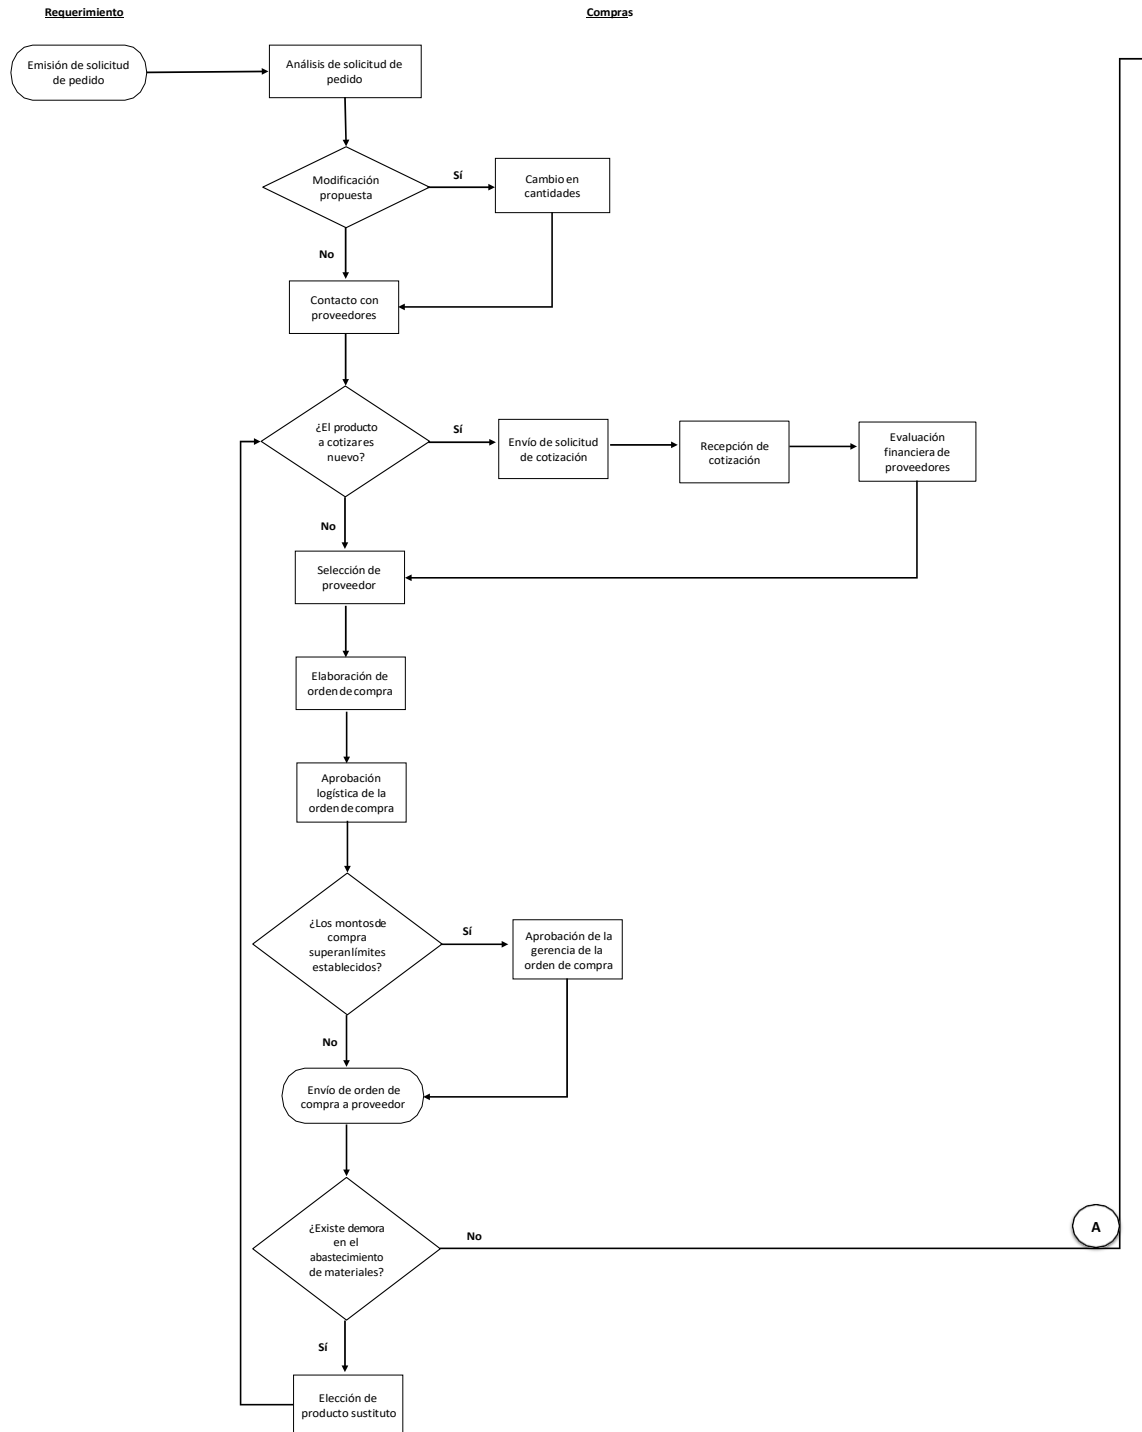 Requerimiento
Compras
Emisión de solicitud
de pedido
Análisis de solicitud de
pedido
Modificación
propuesta
Sí
Cambio en
cantidades
No
Contacto con
proveedores
¿El producto
a cotizar es
nuevo?
Sí
Envío de solicitud
de cotización
Recepción de
cotización
Evaluación
financiera de
proveedores
No
Selección de
proveedor
Elaboración de
orden de compra
Aprobación
logística de la
orden de compra
¿Los montos de
compra
superan límites
establecidos?
Sí
Aprobación de la
gerencia de la
orden de compra
No
Envío de orden de
compra a proveedor
¿Existe demora
en el
abastecimiento
de materiales?
No
A
Sí
Elección de
producto sustituto